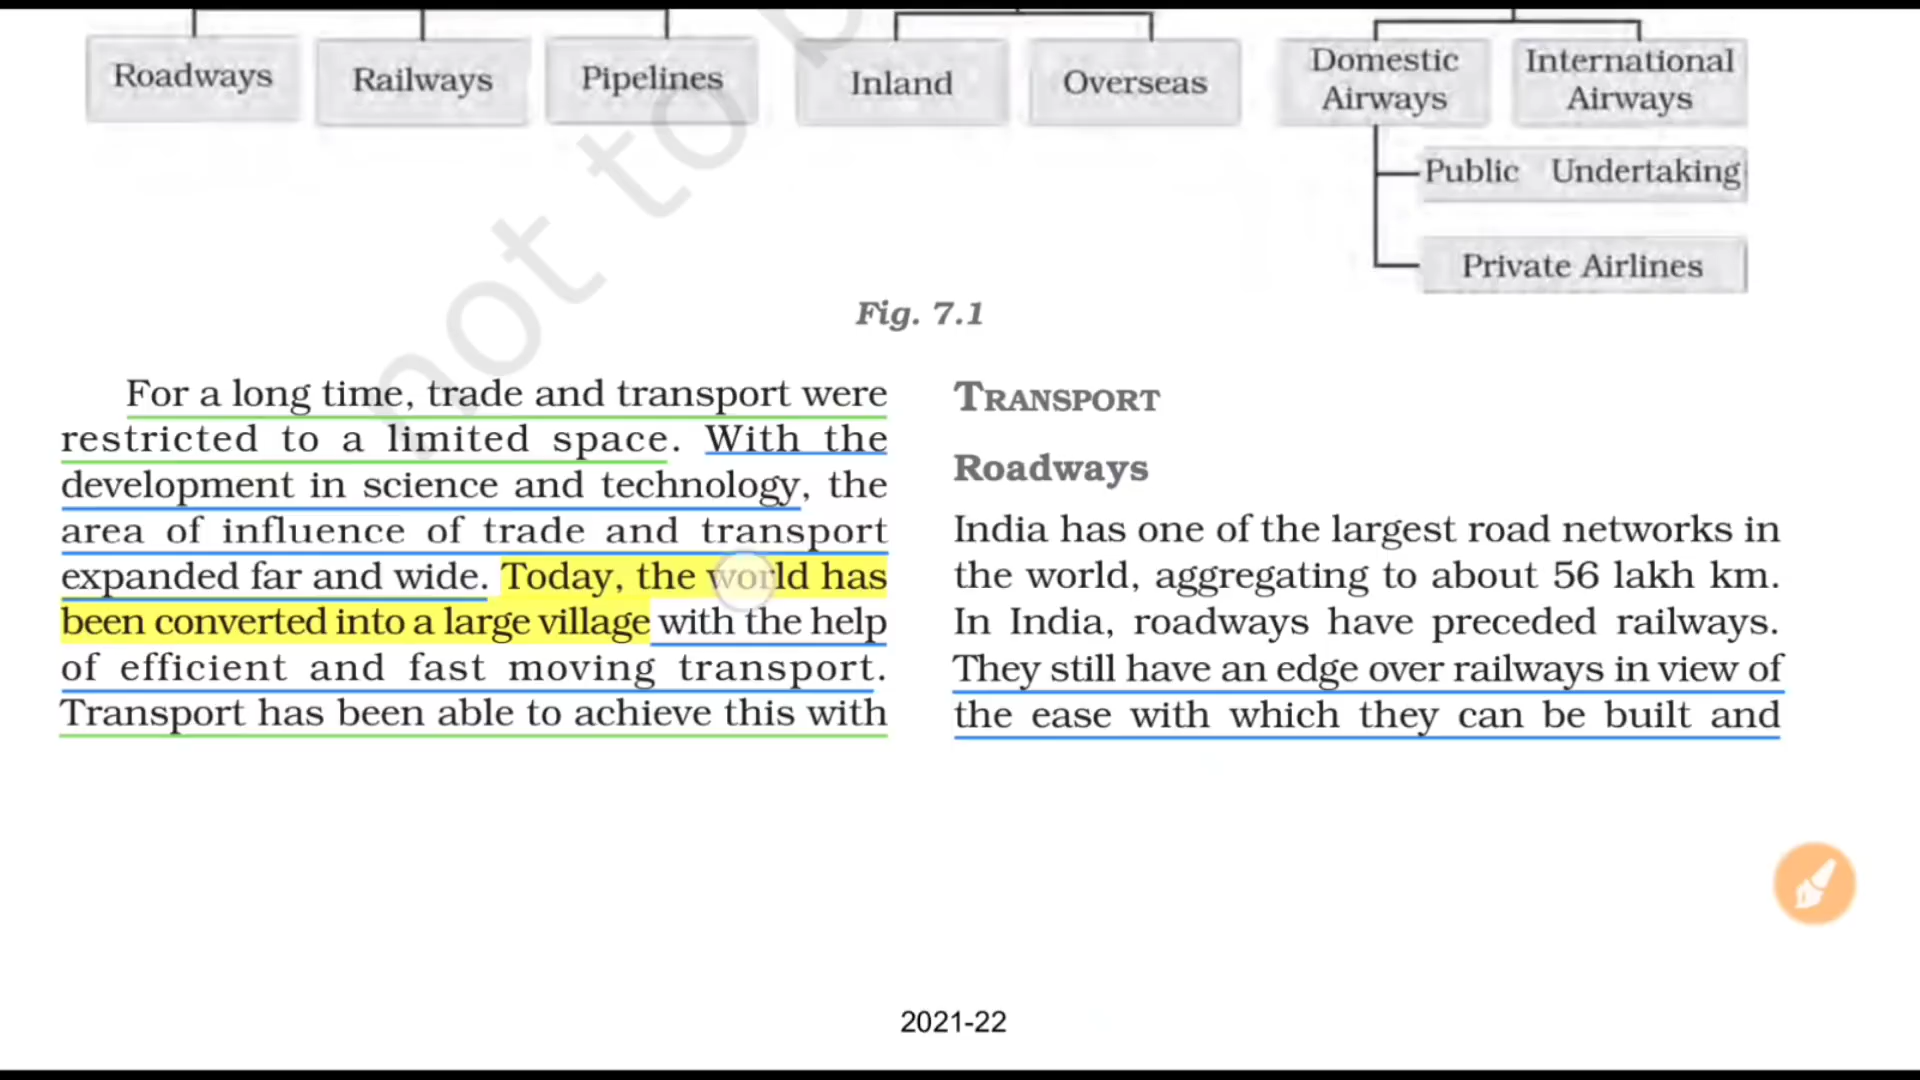 Roadways
Railways
Pipelines
Inland
Overseas
Domestic
Airways
International
Airways
Public Undertaking
Private Airlines
not to b
Fig. 7.1
For a long time, trade and transport were
restricted to a limited space. With the
development in science and technology, the
area of influence of trade and transport
expanded far and wide. Today, the world has
been converted into a large village with the help
of efficient and fast moving transport.
Transport has been able to achieve this with
TRANSPORT
Roadways
India has one of the largest road networks in
the world, aggregating to about 56 lakh km.
In India, roadways have preceded railways.
They still have an edge over railways in view of
the ease with which they can be built and
2021-22